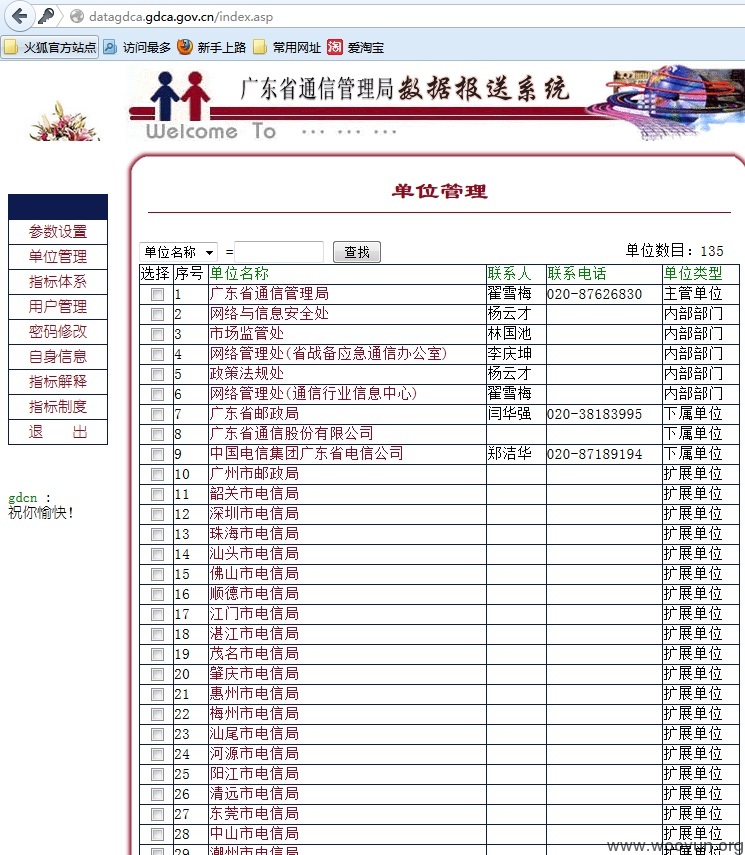 datagdca.gdca.gov.cn/index.asp
火狐官方站点 访问最多 新手上路 常用网址 爱淘宝
广东省通信管理局数据报送系统
Welcome To ... ... ...
单位管理
参数设置
单位管理
指标体系
用户管理
密码修改
自身信息
指标解释
指标制度
退 出
gdcn :
祝你愉快!
单位名称 = 查找 单位数目: 135
选择 序号 单位名称 联系人 联系电话 单位类型
1 广东省通信管理局 翟雪梅 020-87626830 主管单位
2 网络与信息安全处 杨云才 内部部门
3 市场监管处 林国池 内部部门
4 网络管理处(省战备应急通信办公室) 李庆坤 内部部门
5 政策法规处 杨云才 内部部门
6 网络管理处(通信行业信息中心) 翟雪梅 内部部门
7 广东省邮政局 闫华强 020-38183995 下属单位
8 广东省通信股份有限公司 下属单位
9 中国电信集团广东省电信公司 郑洁华 020-87189194 下属单位
10 广州市邮政局 扩展单位
11 韶关市电信局 扩展单位
12 深圳市电信局 扩展单位
13 珠海市电信局 扩展单位
14 汕头市电信局 扩展单位
15 佛山市电信局 扩展单位
16 顺德市电信局 扩展单位
17 江门市电信局 扩展单位
18 湛江市电信局 扩展单位
19 茂名市电信局 扩展单位
20 肇庆市电信局 扩展单位
21 惠州市电信局 扩展单位
22 梅州市电信局 扩展单位
23 汕尾市电信局 扩展单位
24 河源市电信局 扩展单位
25 阳江市电信局 扩展单位
26 清远市电信局 扩展单位
27 东莞市电信局 扩展单位
28 中山市电信局 扩展单位
29 潮州市电信局 扩展单位
www.wooyun.org